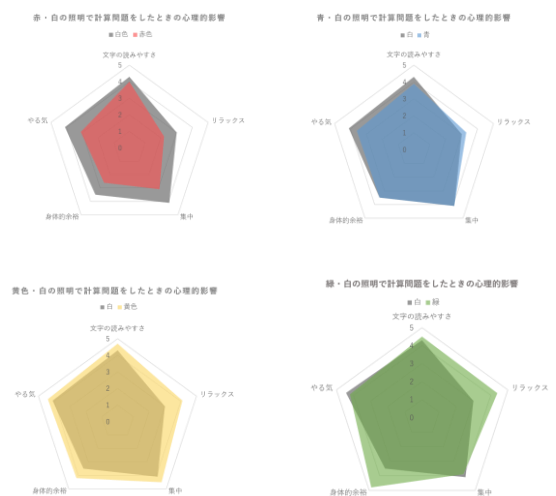 赤・白の照明で計算問題をしたときの心理的影響
白色 赤色
文字の読みやすさ
5
4
3
2
1
0
やる気
リラックス
身体的余裕
集中
青・白の照明で計算問題をしたときの心理的影響
白 青
文字の読みやすさ
5
4
3
2
1
0
やる気
リラックス
身体的余裕
集中
黄色・白の照明で計算問題をしたときの心理的影響
白 黄色
文字の読みやすさ
5
4
3
2
1
0
やる気
リラックス
身体的余裕
集中
緑・白の照明で計算問題をしたときの心理的影響
白 緑
文字の読みやすさ
5
4
3
2
1
0
やる気
リラックス
身体的余裕
集中